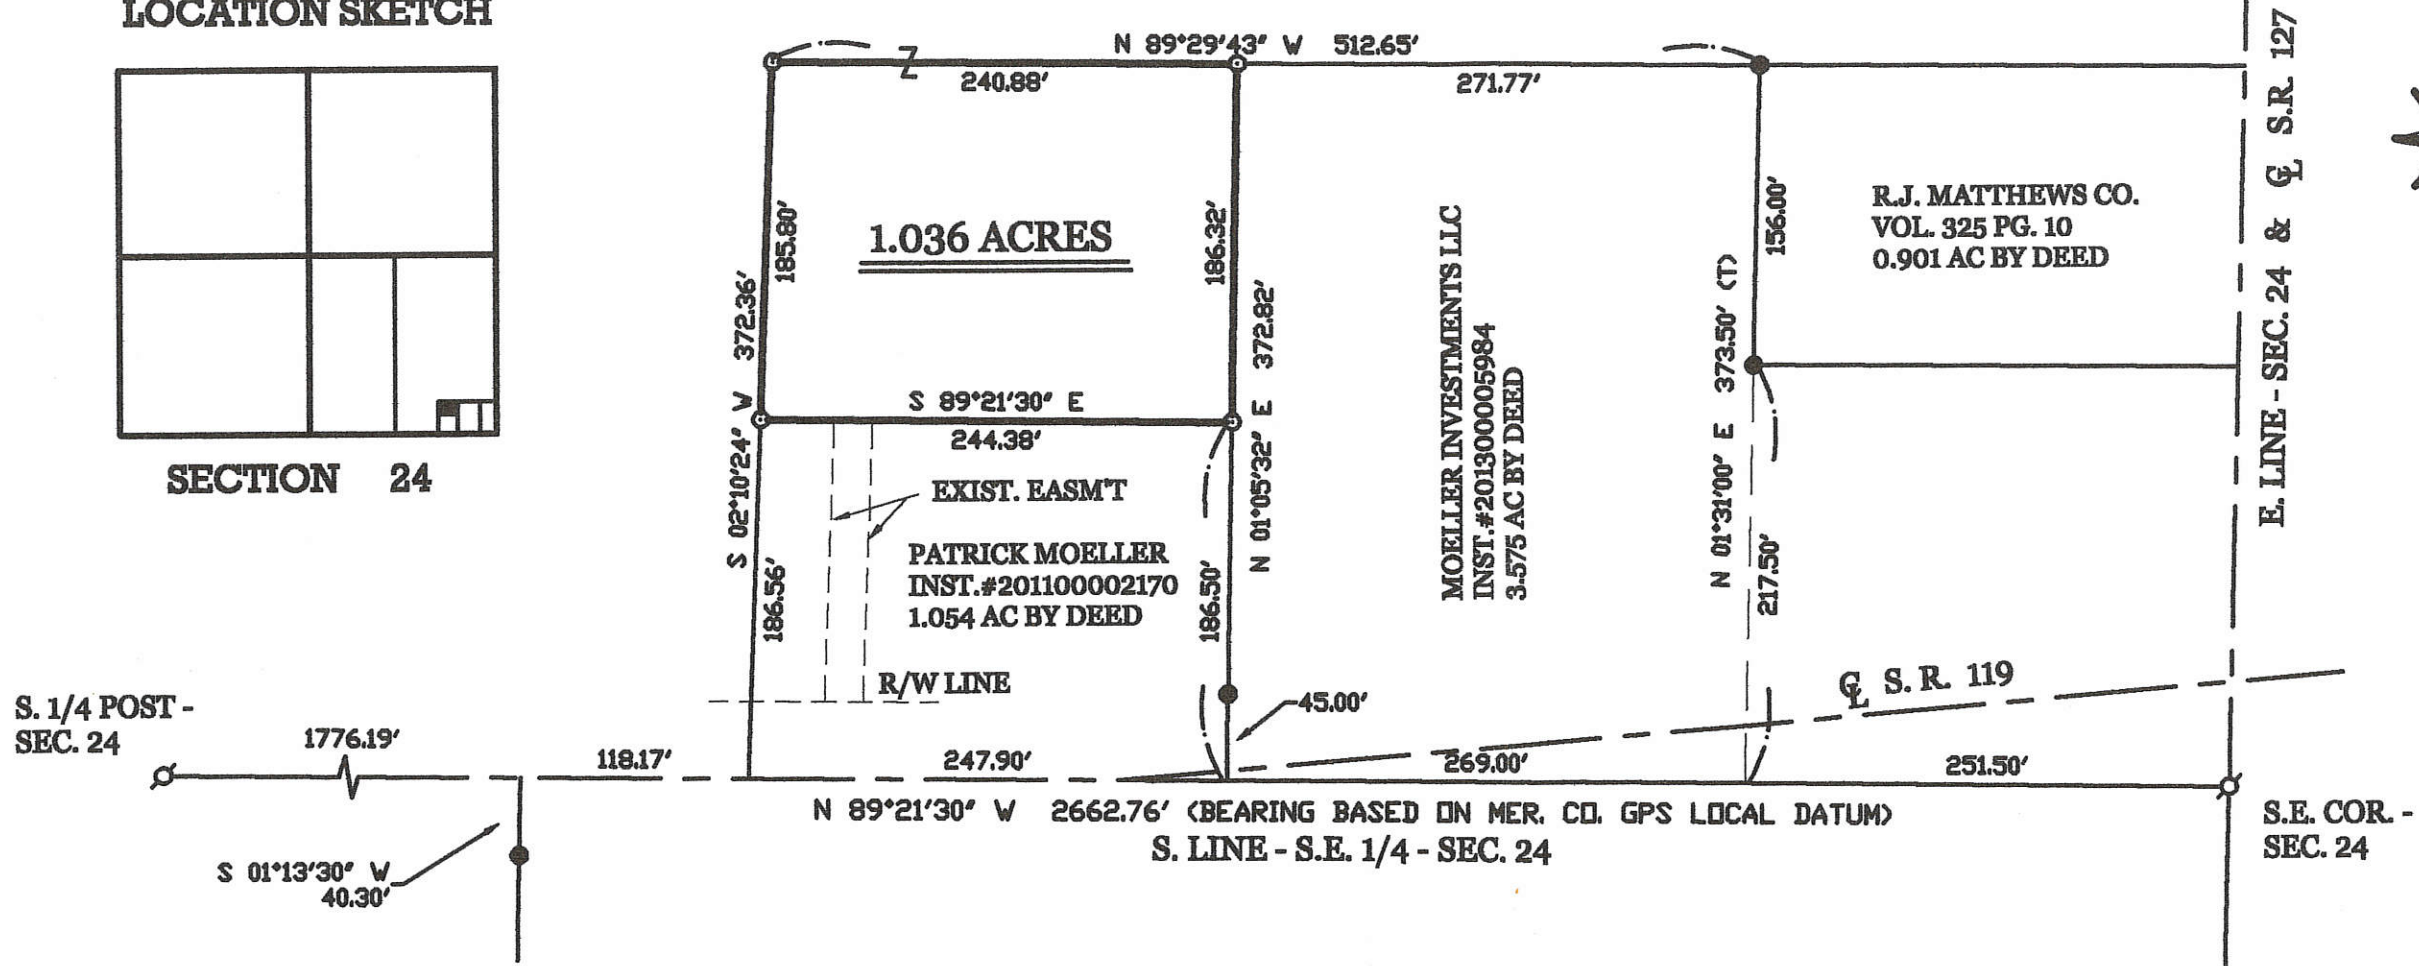 LOCATION SKETCH
SECTION 24
N 89°29'43" W 512.65'
240.88'
271.77'
185.80'
1.036 ACRES
186.32'
S 02°10'24" W 372.36'
N 01°05'32" E 372.82'
S 89°21'30" E
244.38'
EXIST. EASM'T
PATRICK MOELLER
INST.#201100002170
1.054 AC BY DEED
186.56'
186.50'
R/W LINE
45.00'
MOELLER INVESTMENTS LLC
INST.#201300005984
3.575 AC BY DEED
N 01°31'00" E 373.50' (T)
156.00'
217.50'
R.J. MATTHEWS CO.
VOL. 325 PG. 10
0.901 AC BY DEED
E. LINE - SEC. 24 & ℄ S.R. 127
℄ S. R. 119
S. 1/4 POST -
SEC. 24
1776.19'
118.17'
247.90'
269.00'
251.50'
N 89°21'30" W 2662.76' (BEARING BASED ON MER. CO. GPS LOCAL DATUM)
S. LINE - S.E. 1/4 - SEC. 24
S.E. COR. -
SEC. 24
S 01°13'30" W
40.30'